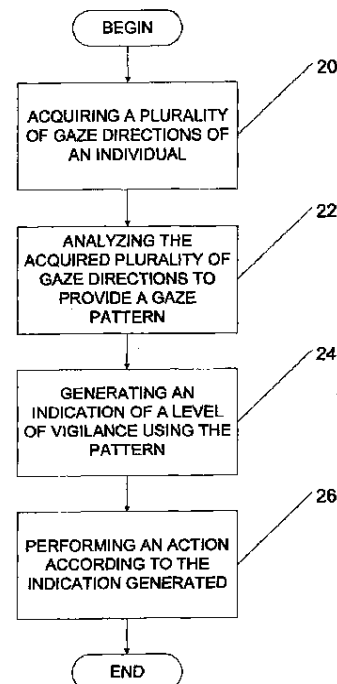 BEGIN
20
ACQUIRING A PLURALITY
OF GAZE DIRECTIONS OF
AN INDIVIDUAL
22
ANALYZING THE
ACQUIRED PLURALITY OF
GAZE DIRECTIONS TO
PROVIDE A GAZE
PATTERN
24
GENERATING AN
INDICATION OF A LEVEL
OF VIGILANCE USING THE
PATTERN
26
PERFORMING AN ACTION
ACCORDING TO THE
INDICATION GENERATED
END